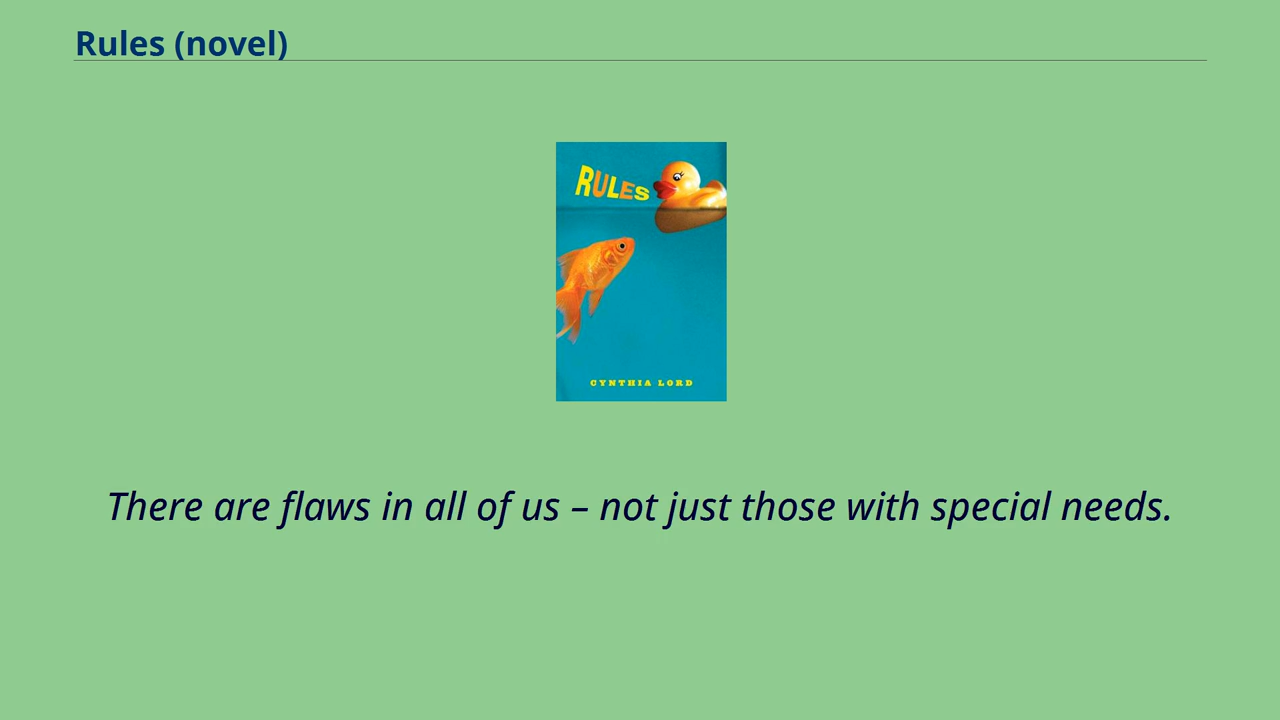 Rules (novel)
RULES
CYNTHIA LORD
There are flaws in all of us – not just those with special needs.